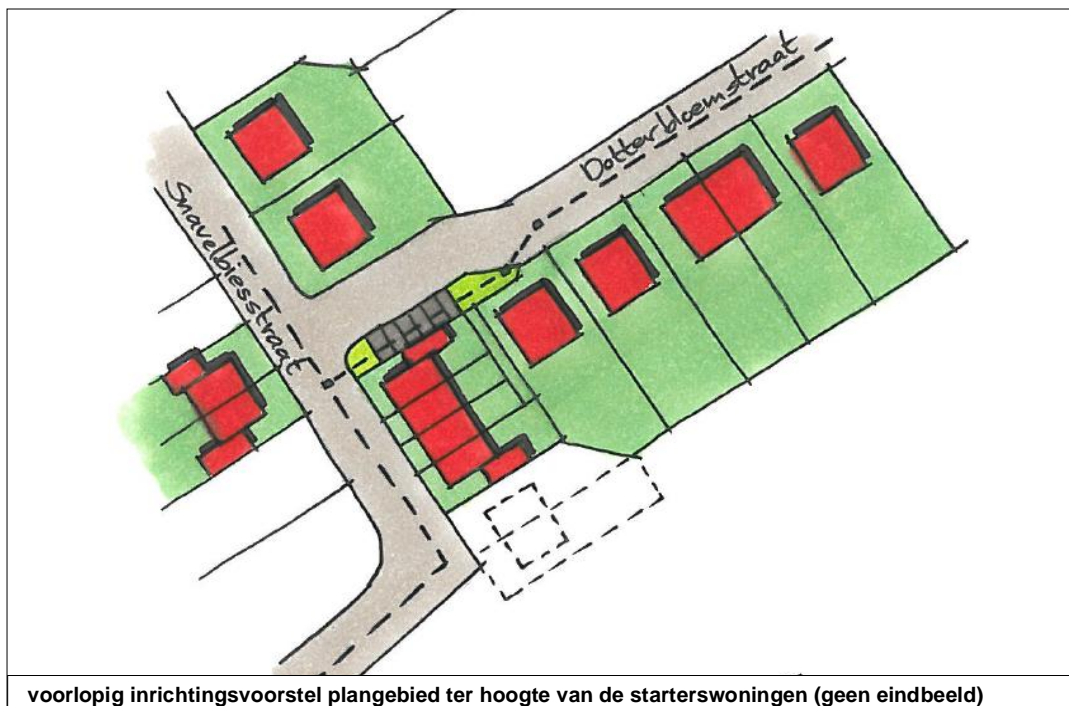 Dotterbloemstraat
Snavelbiesstraat
voorlopig inrichtingsvoorstel plangebied ter hoogte van de starterswoningen (geen eindbeeld)